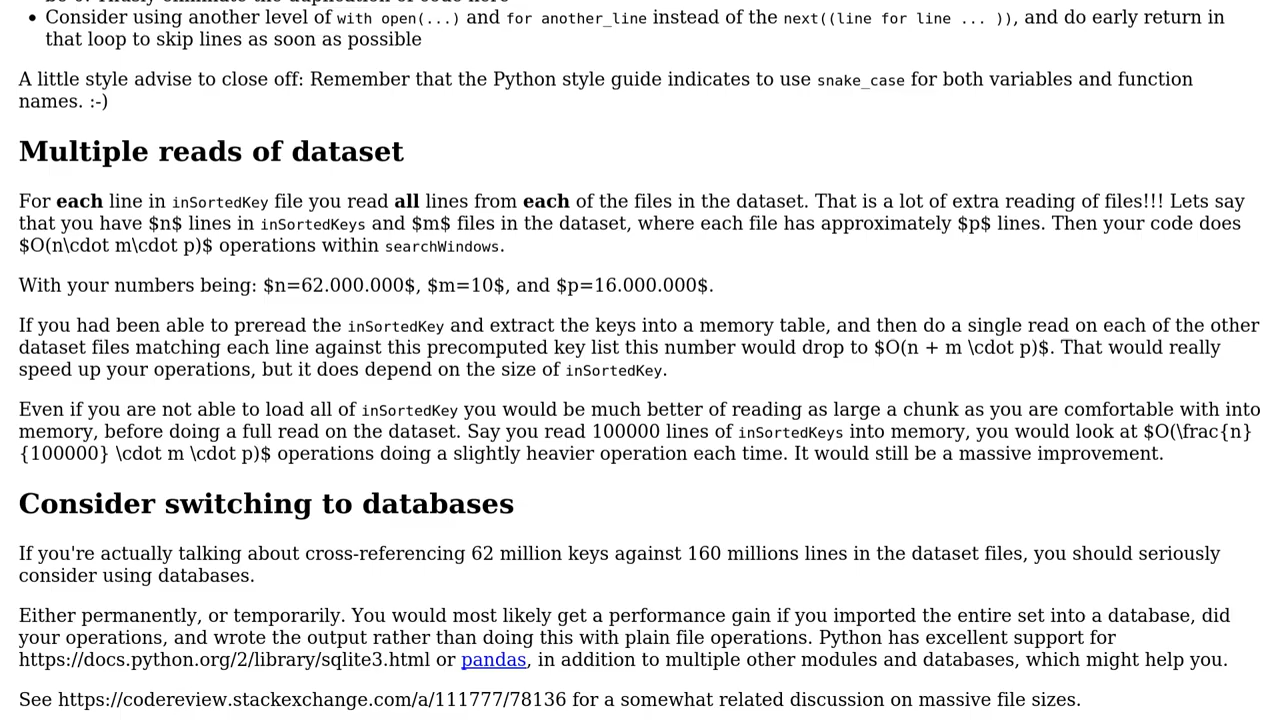 Consider using another level of with open(...) and for another_line instead of the next((line for line ... )), and do early return in
that loop to skip lines as soon as possible
A little style advise to close off: Remember that the Python style guide indicates to use snake_case for both variables and function
names. :-)
Multiple reads of dataset
For each line in inSortedKey file you read all lines from each of the files in the dataset. That is a lot of extra reading of files!!! Lets say
that you have $n$ lines in inSortedKeys and $m$ files in the dataset, where each file has approximately $p$ lines. Then your code does
$O(n\cdot m\cdot p)$ operations within searchWindows.
With your numbers being: $n=62.000.000$, $m=10$, and $p=16.000.000$.
If you had been able to preread the inSortedKey and extract the keys into a memory table, and then do a single read on each of the other
dataset files matching each line against this precomputed key list this number would drop to $O(n + m \cdot p)$. That would really
speed up your operations, but it does depend on the size of inSortedKey.
Even if you are not able to load all of inSortedKey you would be much better of reading as large a chunk as you are comfortable with into
memory, before doing a full read on the dataset. Say you read 100000 lines of inSortedKeys into memory, you would look at $O(\frac{n}
{100000} \cdot m \cdot p)$ operations doing a slightly heavier operation each time. It would still be a massive improvement.
Consider switching to databases
If you're actually talking about cross-referencing 62 million keys against 160 millions lines in the dataset files, you should seriously
consider using databases.
Either permanently, or temporarily. You would most likely get a performance gain if you imported the entire set into a database, did
your operations, and wrote the output rather than doing this with plain file operations. Python has excellent support for
https://docs.python.org/2/library/sqlite3.html or pandas, in addition to multiple other modules and databases, which might help you.
See https://codereview.stackexchange.com/a/111777/78136 for a somewhat related discussion on massive file sizes.